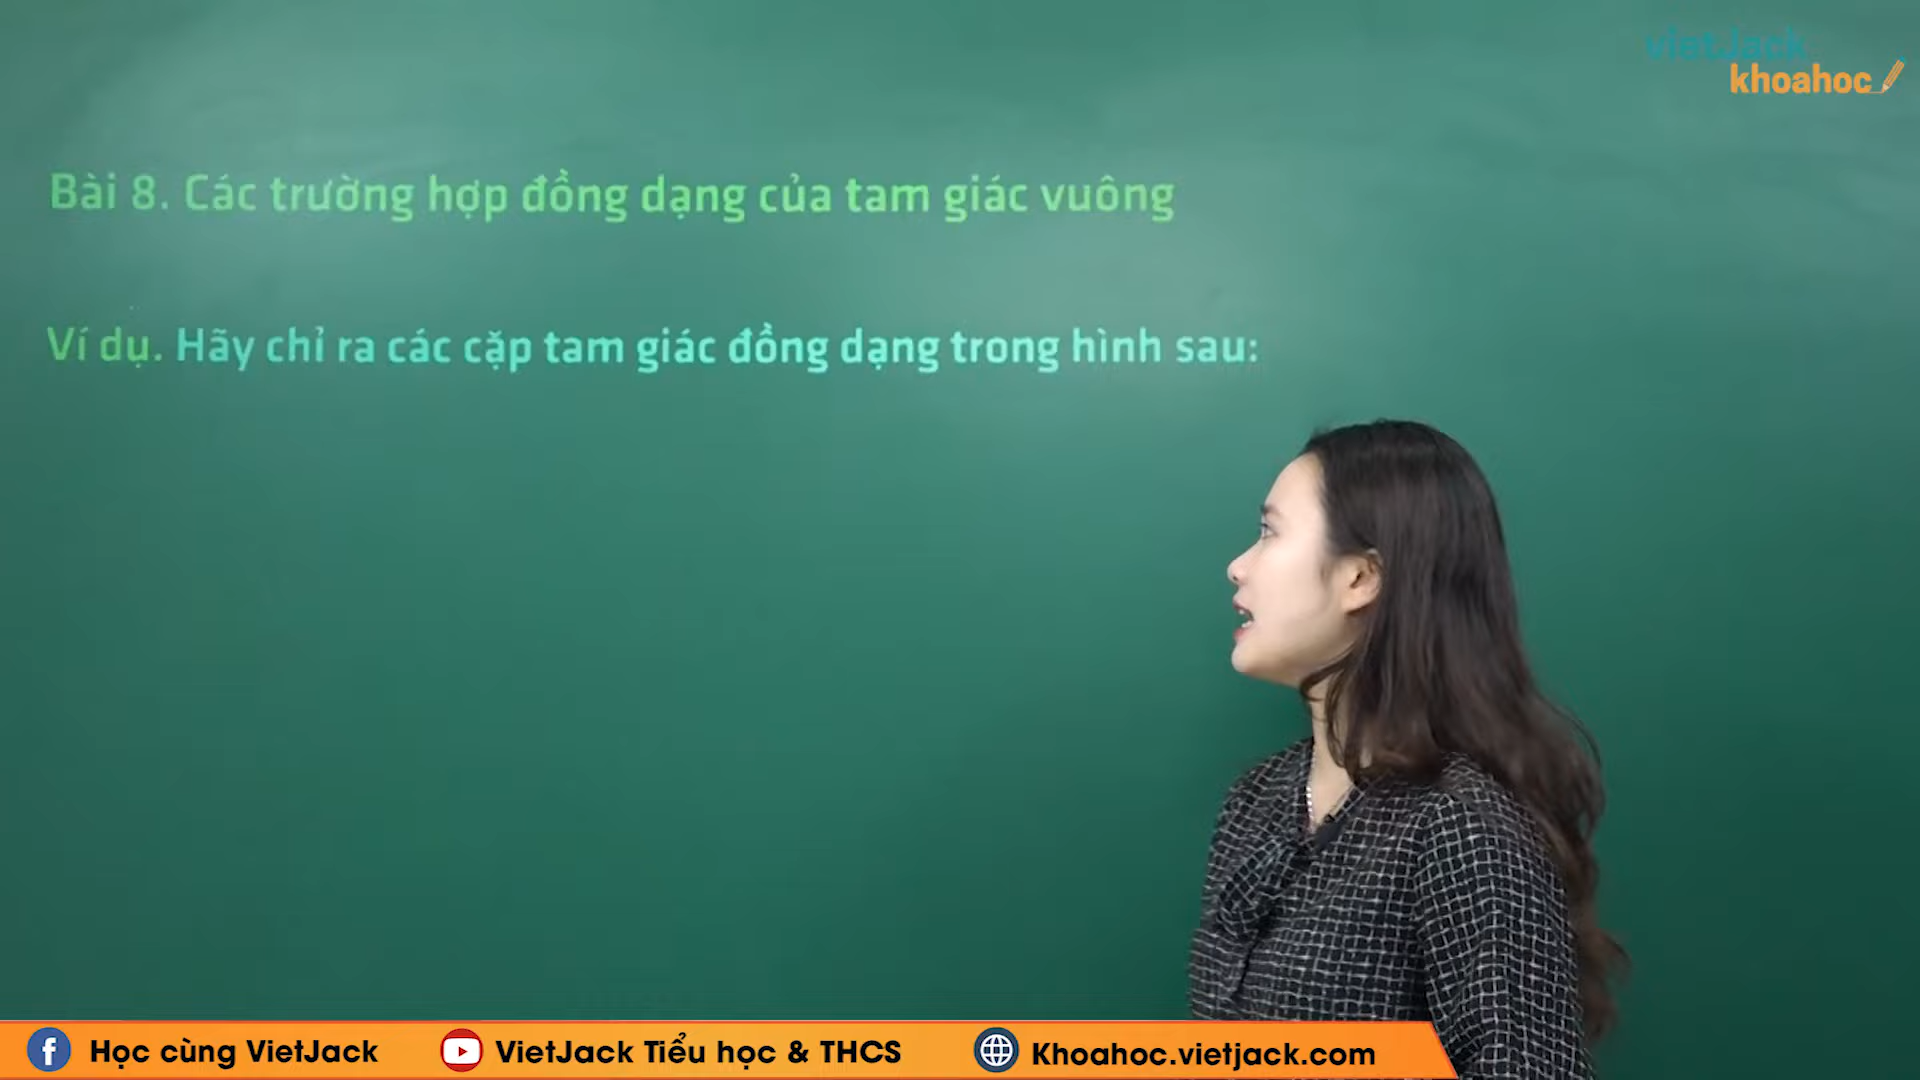 vietJack
khoahoc
Bài 8. Các trường hợp đồng dạng của tam giác vuông
Ví dụ. Hãy chỉ ra các cặp tam giác đồng dạng trong hình sau:
Học cùng VietJack
VietJack Tiểu học & THCS
Khoahoc.vietjack.com